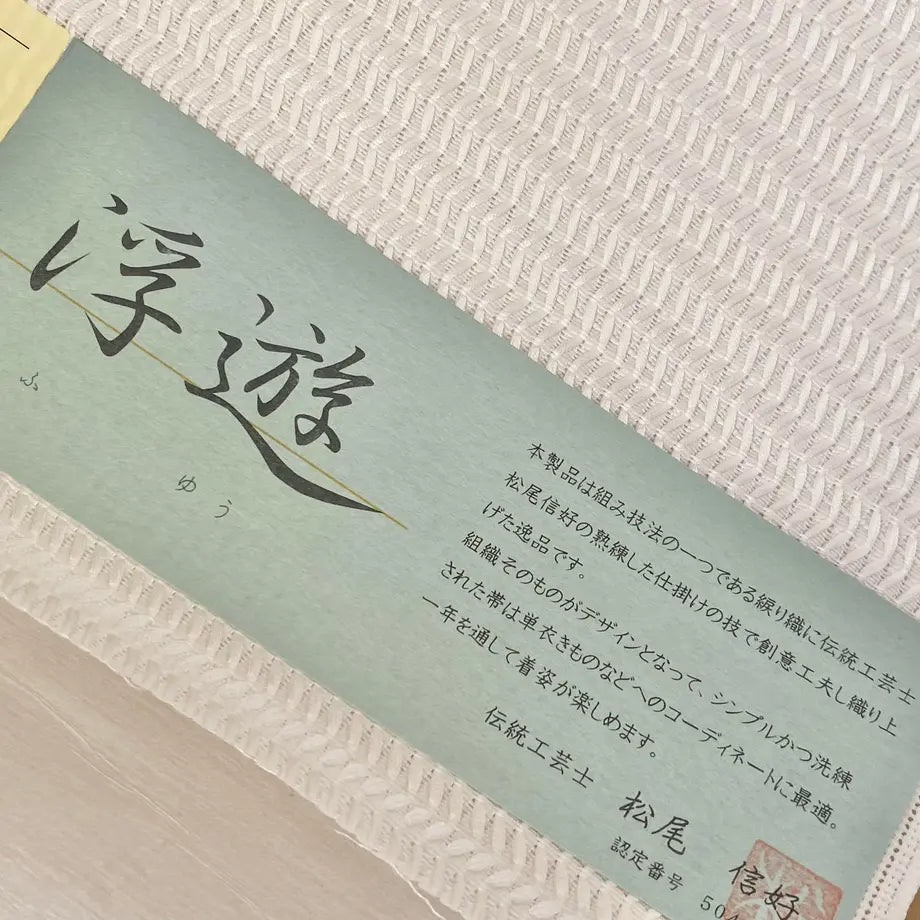 浮遊
ふゆう
本製品は組み技法の一つである綟り織に伝統工芸士
松尾信好の熟練した仕掛けの技で創意工夫し織り上
げた逸品です。
組織そのものがデザインとなって、シンプルかつ洗練
された帯は単衣きものなどへのコーディネートに最適。
一年を通して着姿が楽しめます。
伝統工芸士 松尾 信好
認定番号 50